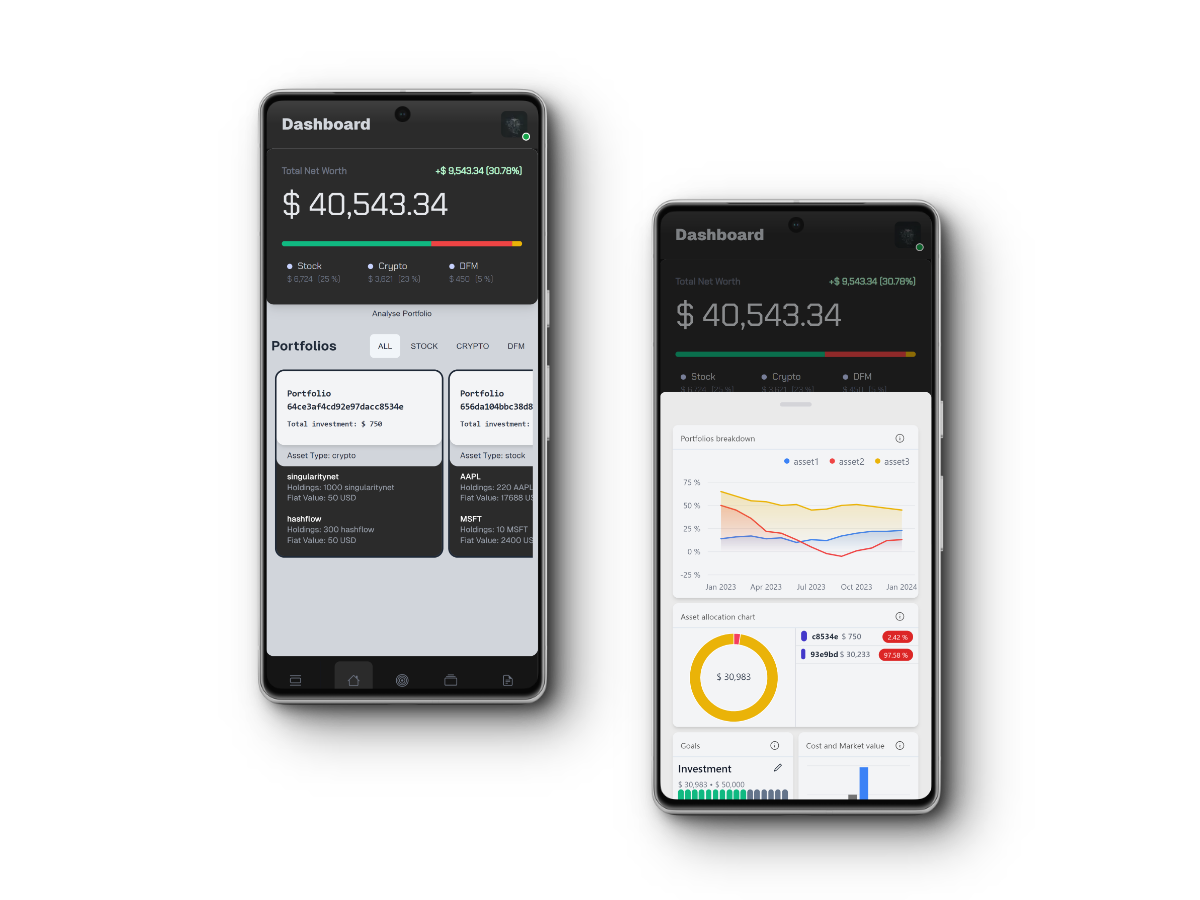 Dashboard
Total Net Worth +$ 9,543.34 (30.78%)
$ 40,543.34
Stock Crypto DFM
$ 6,724 (25 %) $ 3,621 (23 %) $ 450 (5 %)
Analyse Portfolio
Portfolios ALL STOCK CRYPTO DFM
Portfolio
64ce3af4cd92e97dacc8534e
Total investment: $ 750
Asset Type: crypto
singularitynet
Holdings: 1000 singularitynet
Fiat Value: 50 USD
hashflow
Holdings: 300 hashflow
Fiat Value: 50 USD
Portfolio
656da104bbc38d8
Total investment:
Asset Type: stock
AAPL
Holdings: 220 AAPL
Fiat Value: 17688 US
MSFT
Holdings: 10 MSFT
Fiat Value: 2400 US
Dashboard
Total Net Worth +$ 9,543.34 (30.78%)
$ 40,543.34
Stock Crypto DFM
Portfolios breakdown
asset1 asset2 asset3
75 %
50 %
25 %
0 %
-25 %
Jan 2023 Apr 2023 Jul 2023 Oct 2023 Jan 2024
Asset allocation chart
$ 30,983
c8534e $ 750 2.42 %
93e9bd $ 30,233 97.58 %
Goals
Investment
$ 30,983 • $ 50,000
Cost and Market value